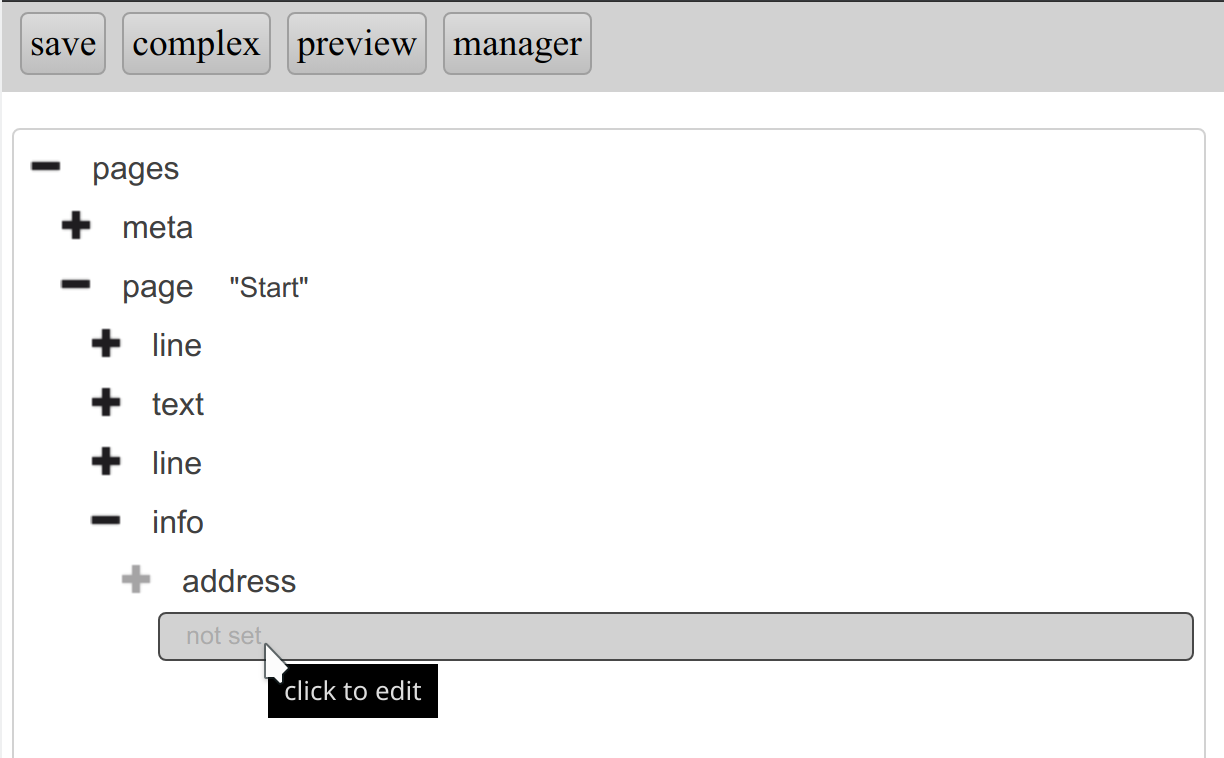 save complex preview manager
pages
meta
page "Start"
line
text
line
info
address
not set
click to edit